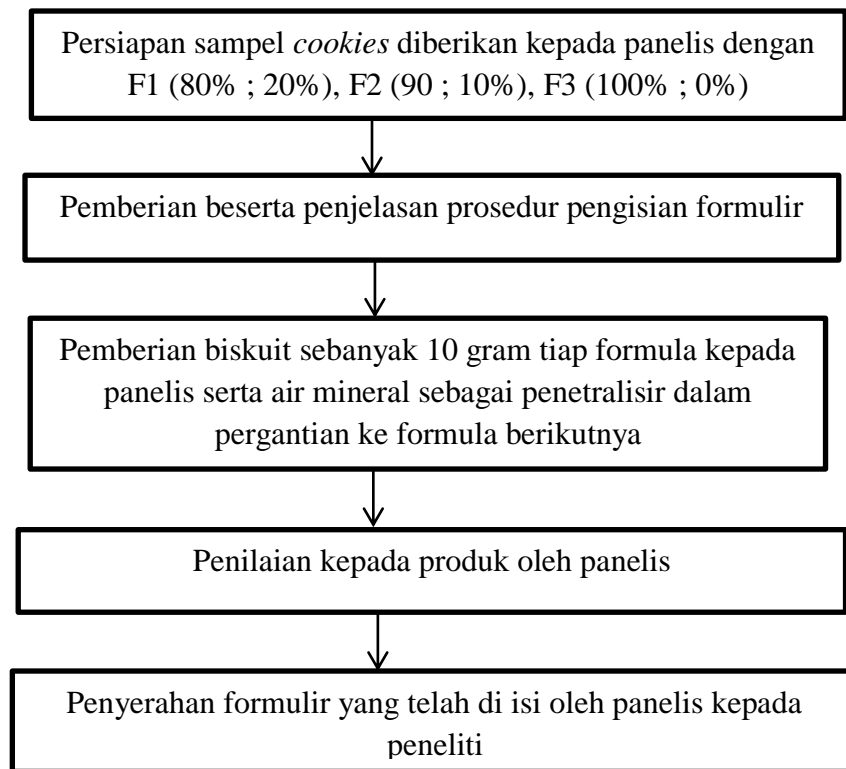 Persiapan sampel cookies diberikan kepada panelis dengan
F1 (80% ; 20%), F2 (90 ; 10%), F3 (100% ; 0%)
Pemberian beserta penjelasan prosedur pengisian formulir
Pemberian biskuit sebanyak 10 gram tiap formula kepada
panelis serta air mineral sebagai penetralisir dalam
pergantian ke formula berikutnya
Penilaian kepada produk oleh panelis
Penyerahan formulir yang telah di isi oleh panelis kepada
peneliti